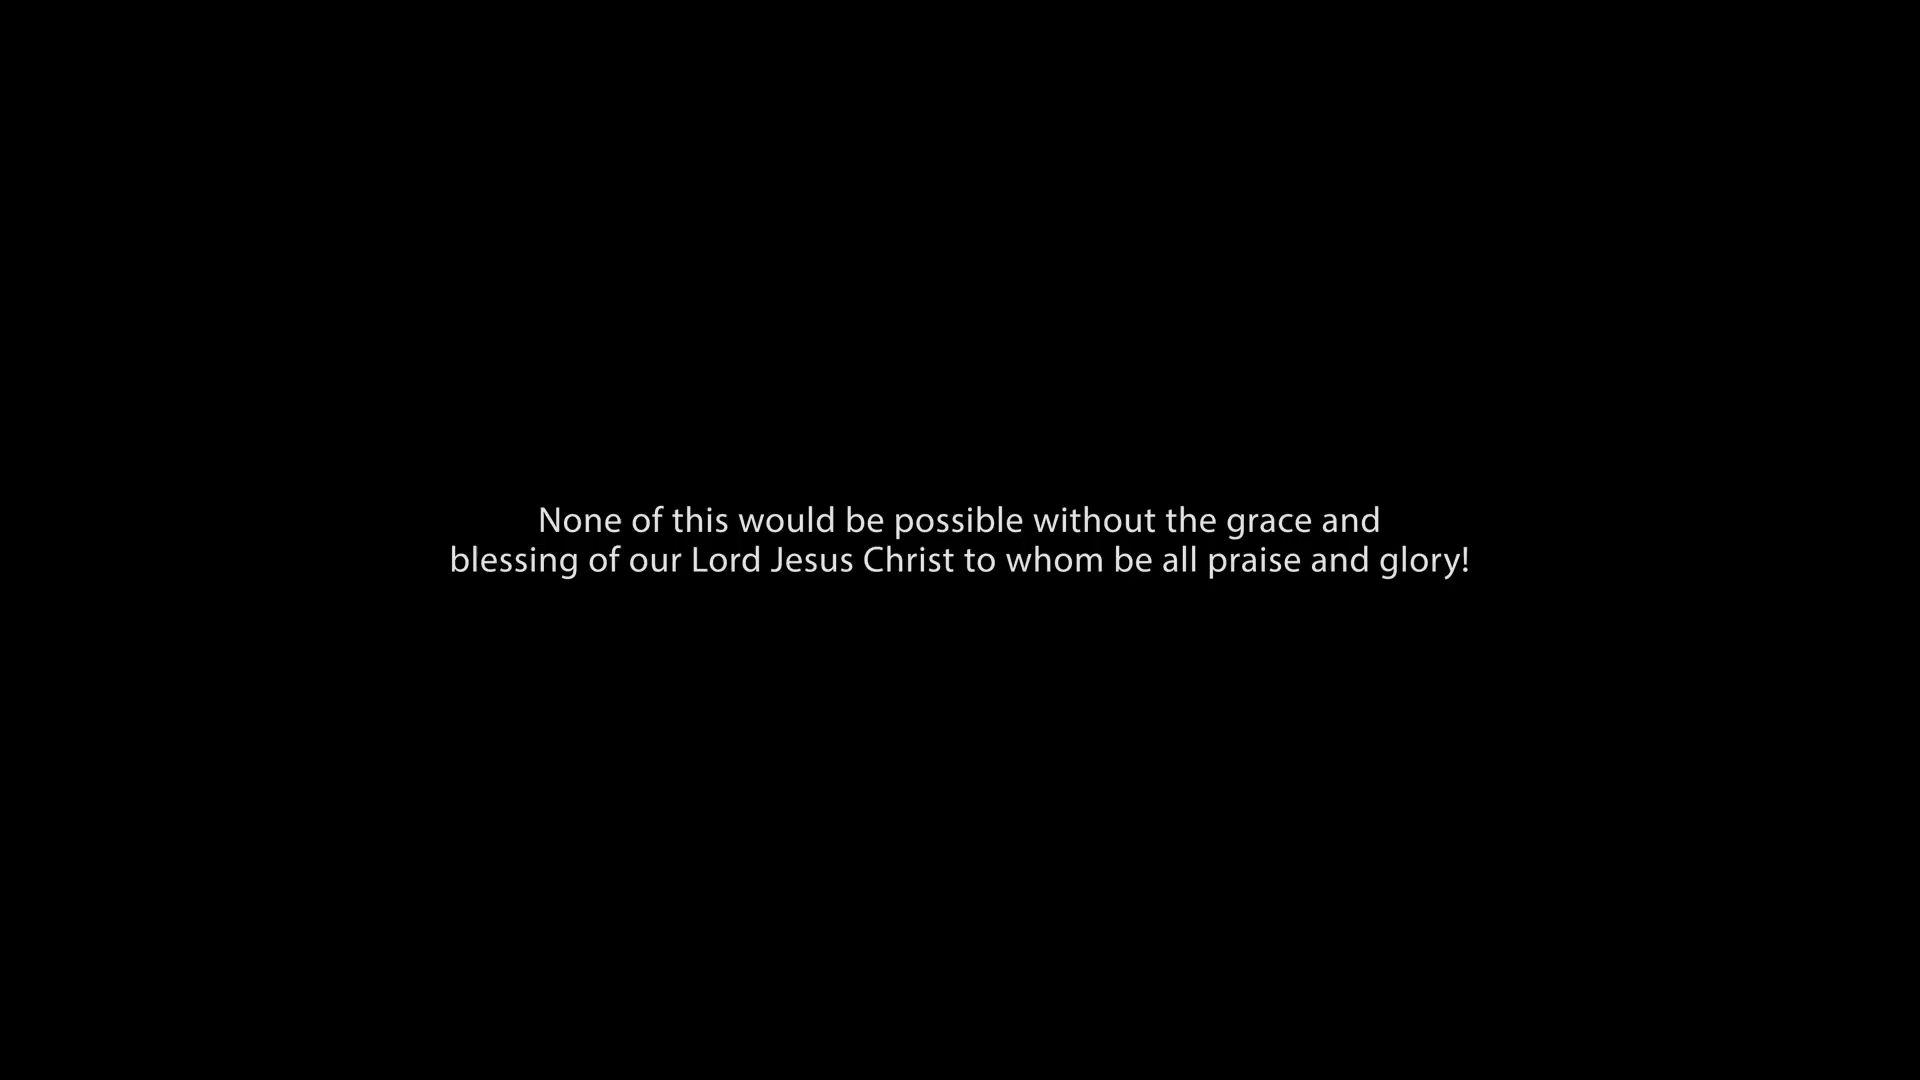 None of this would be possible without the grace and
blessing of our Lord Jesus Christ to whom be all praise and glory!